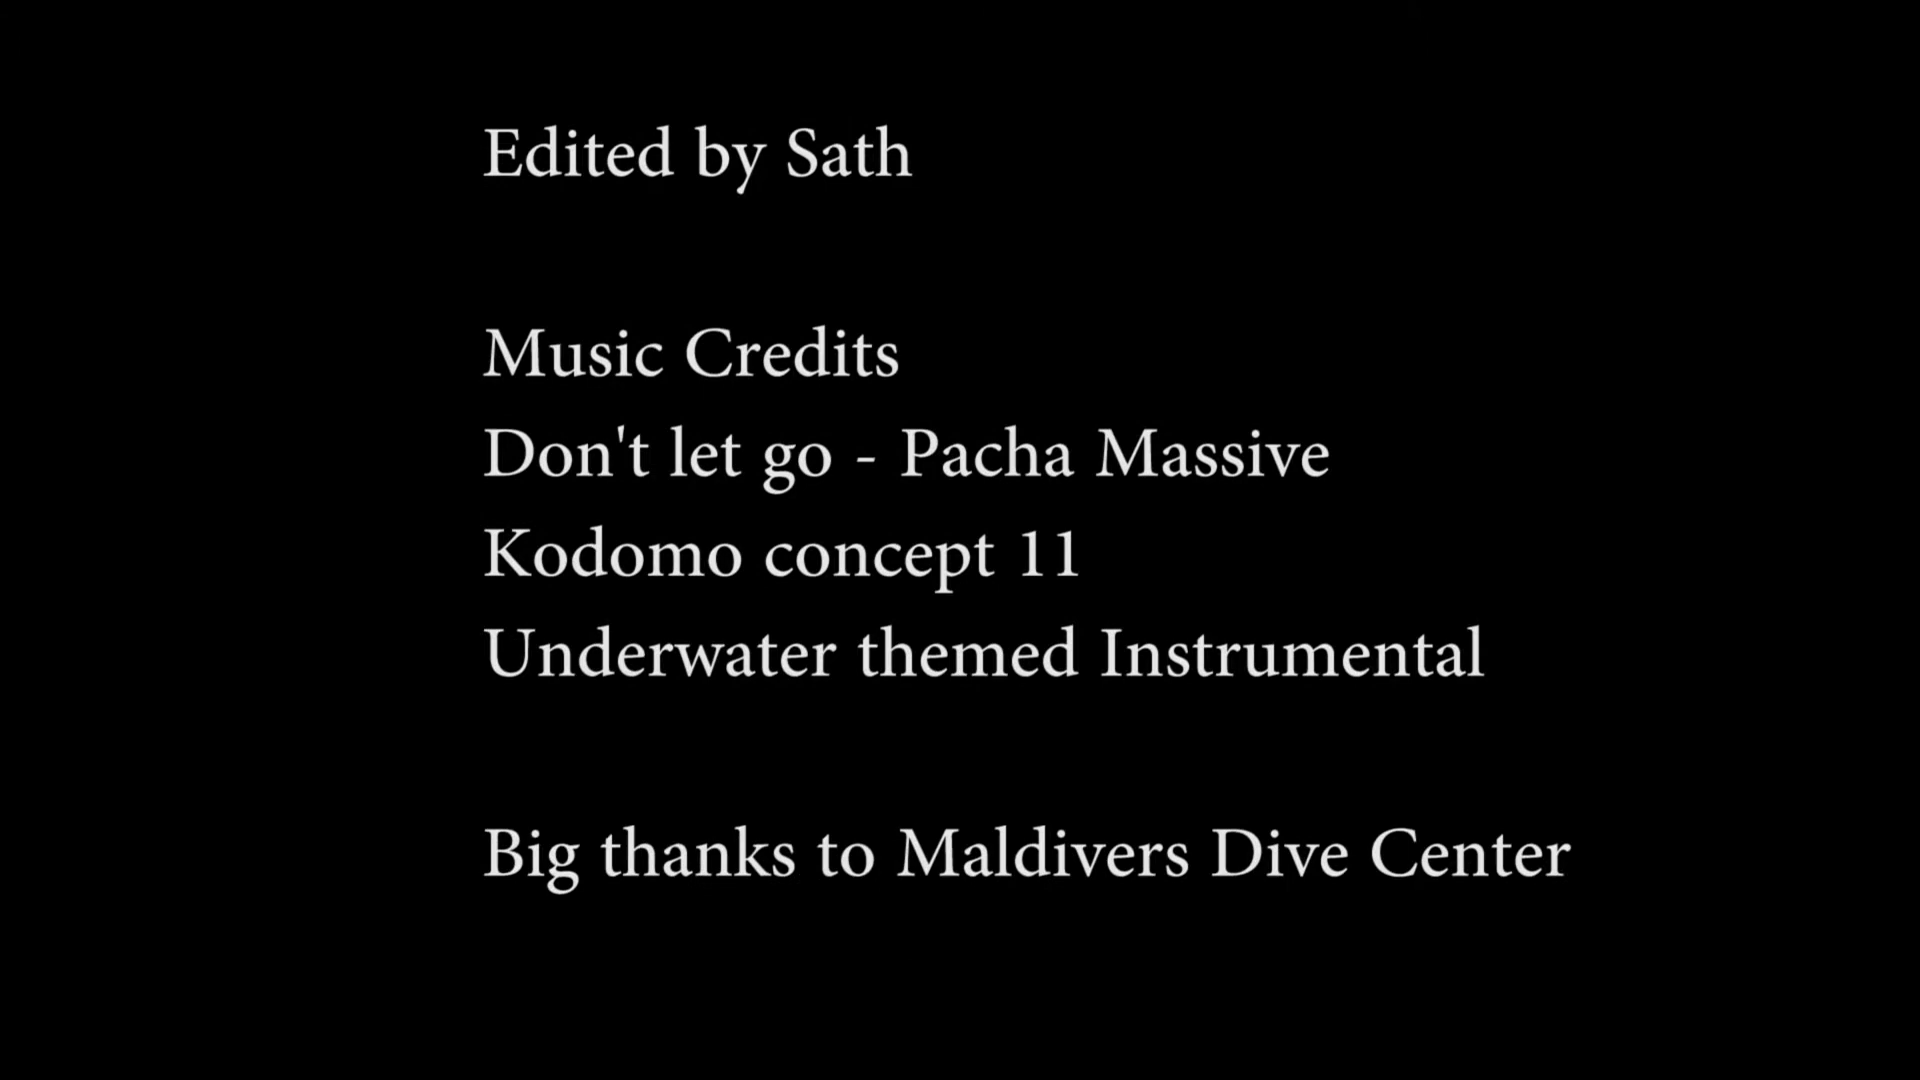 Edited by Sath
Music Credits
Don't let go - Pacha Massive
Kodomo concept 11
Underwater themed Instrumental
Big thanks to Maldivers Dive Center